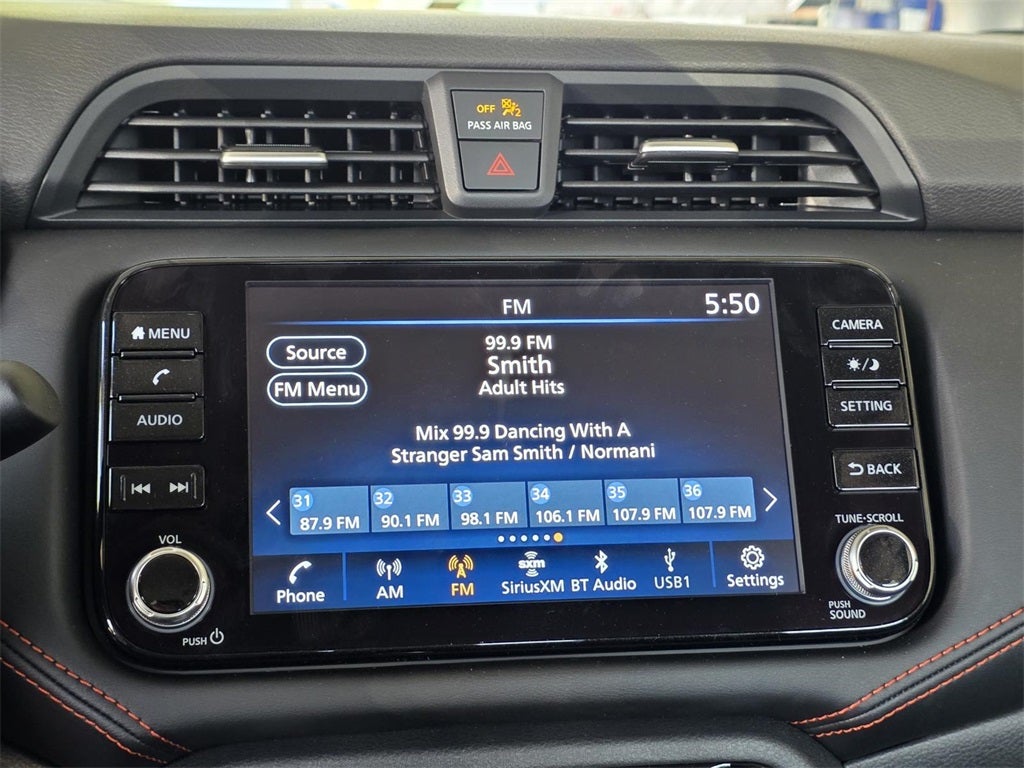 OFF 2
PASS AIR BAG
FM
5:50
MENU
AUDIO
VOL
PUSH
Source
FM Menu
99.9 FM
Smith
Adult Hits
Mix 99.9 Dancing With A
Stranger Sam Smith / Normani
31 32 33 34 35 36
87.9 FM 90.1 FM 98.1 FM 106.1 FM 107.9 FM 107.9 FM
sxm
Phone AM FM SiriusXM BT Audio USB1 Settings
CAMERA
SETTING
BACK
TUNE·SCROLL
PUSH
SOUND